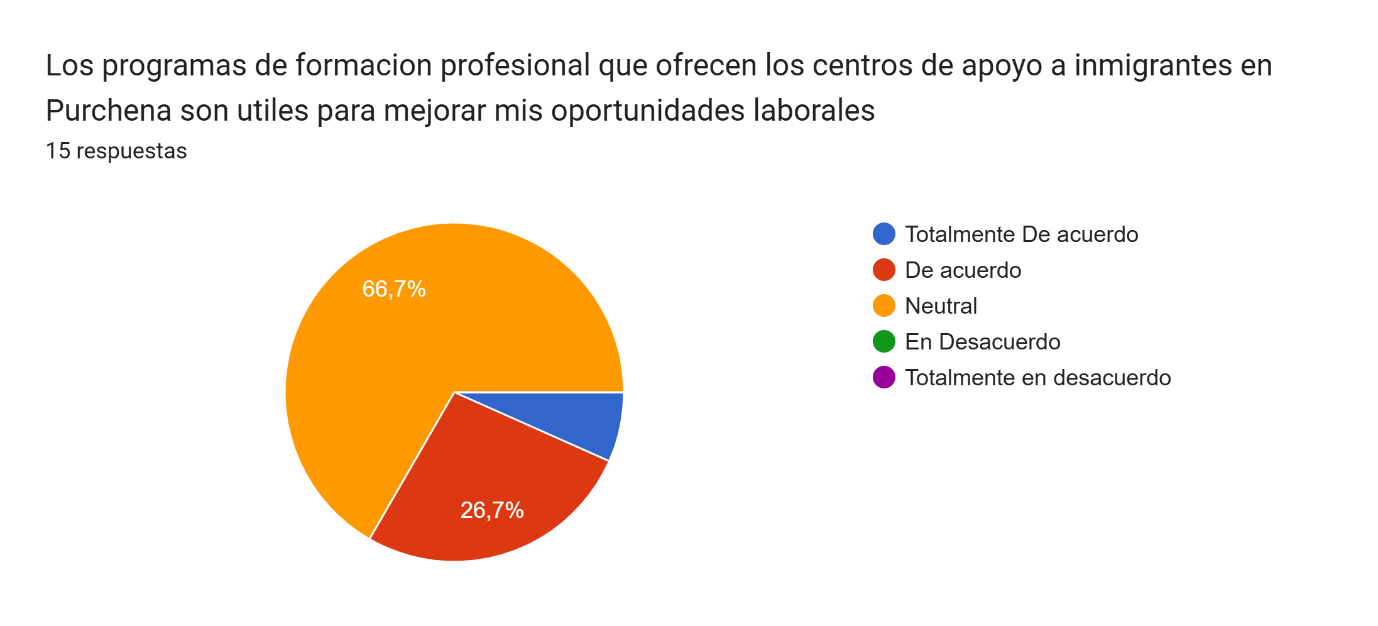 Los programas de formacion profesional que ofrecen los centros de apoyo a inmigrantes en
Purchena son utiles para mejorar mis oportunidades laborales
15 respuestas
66,7%
26,7%
Totalmente De acuerdo
De acuerdo
Neutral
En Desacuerdo
Totalmente en desacuerdo